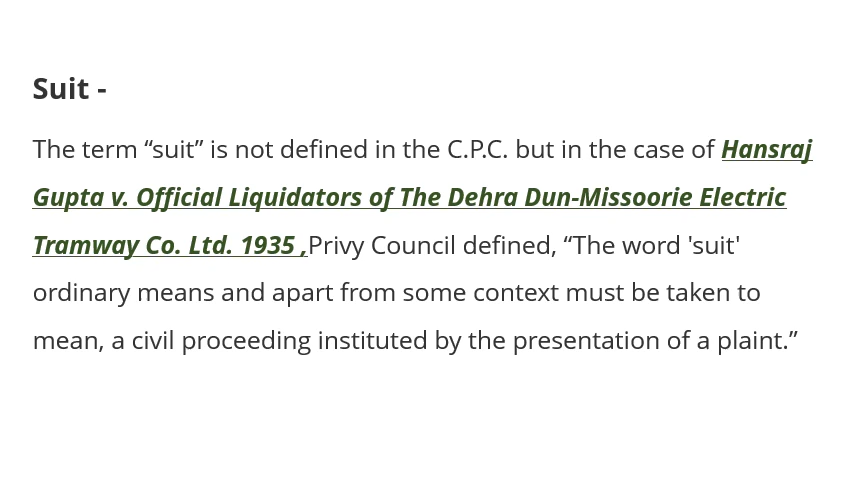 Suit -
The term “suit” is not defined in the C.P.C. but in the case of Hansraj
Gupta v. Official Liquidators of The Dehra Dun-Missoorie Electric
Tramway Co. Ltd. 1935 ,Privy Council defined, “The word 'suit'
ordinary means and apart from some context must be taken to
mean, a civil proceeding instituted by the presentation of a plaint.”